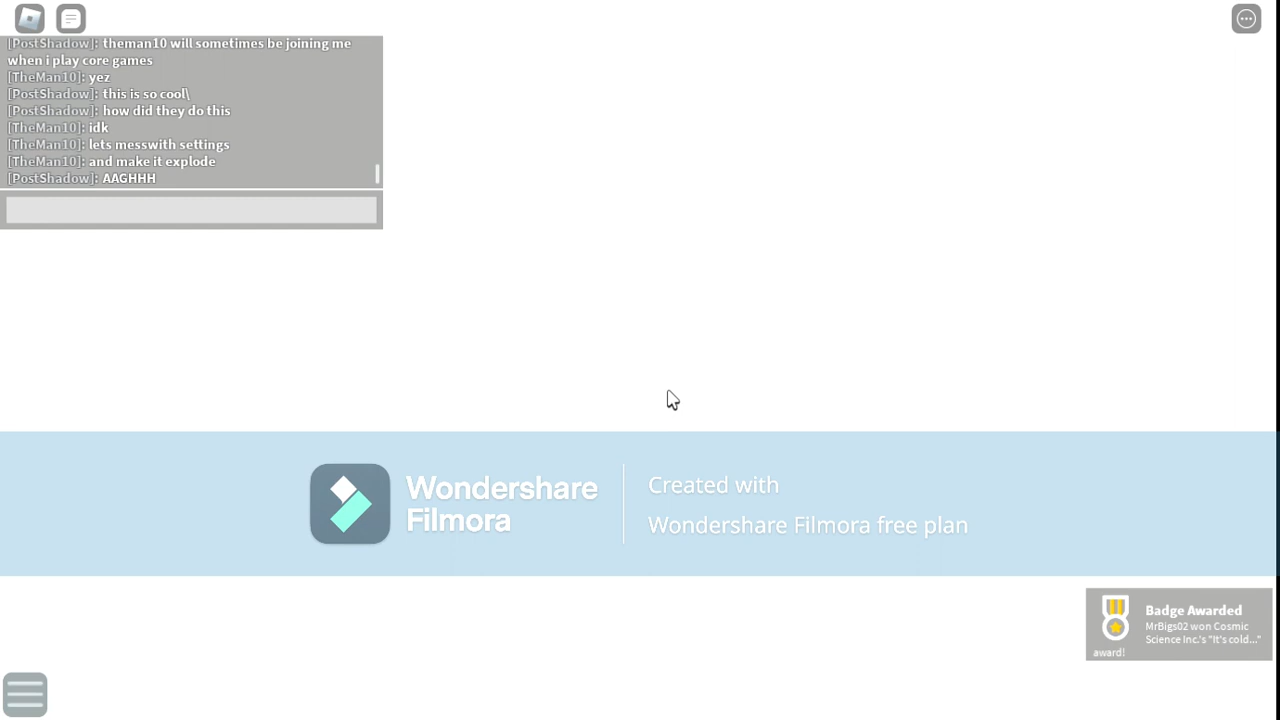 [PostShadow]: theman10 will sometimes be joining me
when i play core games
[TheMan10]: yez
[PostShadow]: this is so cool\
[PostShadow]: how did they do this
[TheMan10]: idk
[TheMan10]: lets messwith settings
[TheMan10]: and make it explode
[PostShadow]: AAGHHH
Wondershare
Filmora
Created with
Wondershare Filmora free plan
Badge Awarded
MrBigs02 won Cosmic
Science Inc.'s "It's cold..."
award!